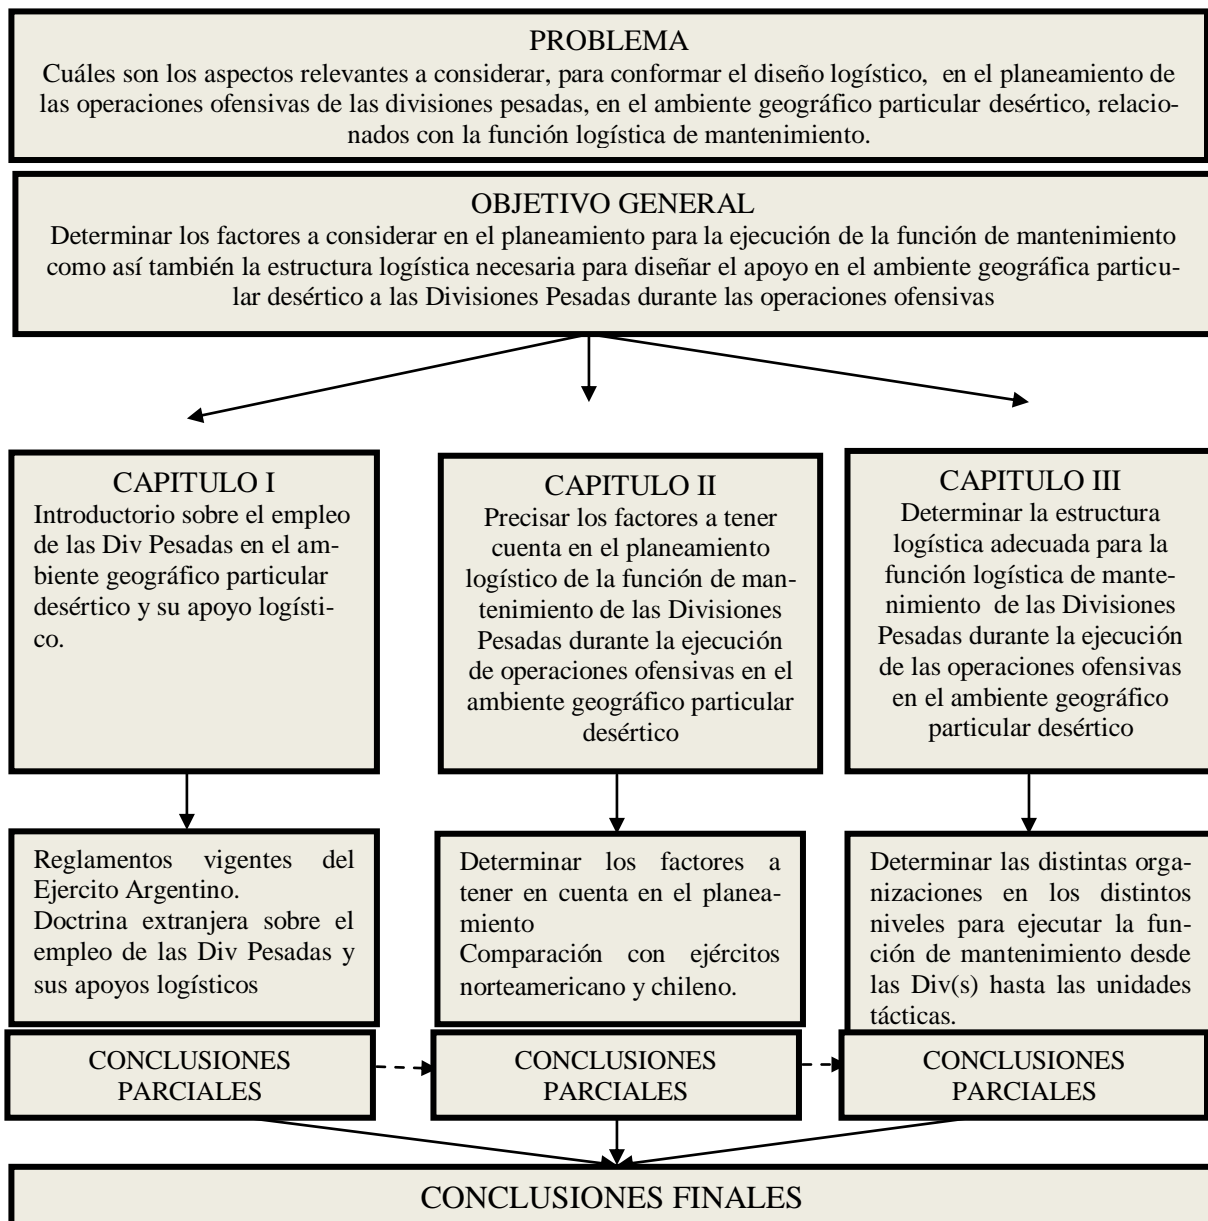 PROBLEMA
Cuáles son los aspectos relevantes a considerar, para conformar el diseño logístico, en el planeamiento de
las operaciones ofensivas de las divisiones pesadas, en el ambiente geográfico particular desértico, relacio-
nados con la función logística de mantenimiento.
OBJETIVO GENERAL
Determinar los factores a considerar en el planeamiento para la ejecución de la función de mantenimiento
como así también la estructura logística necesaria para diseñar el apoyo en el ambiente geográfica particu-
lar desértico a las Divisiones Pesadas durante las operaciones ofensivas
CAPITULO I
Introductorio sobre el empleo
de las Div Pesadas en el am-
biente geográfico particular
desértico y su apoyo logísti-
co.
CAPITULO II
Precisar los factores a tener
cuenta en el planeamiento
logístico de la función de man-
tenimiento de las Divisiones
Pesadas durante la ejecución
de operaciones ofensivas en el
ambiente geográfico particular
desértico
CAPITULO III
Determinar la estructura
logística adecuada para la
función logística de mante-
nimiento de las Divisiones
Pesadas durante la ejecución
de las operaciones ofensivas
en el ambiente geográfico
particular desértico
Reglamentos vigentes del
Ejercito Argentino.
Doctrina extranjera sobre el
empleo de las Div Pesadas y
sus apoyos logísticos
Determinar los factores a
tener en cuenta en el planea-
miento
Comparación con ejércitos
norteamericano y chileno.
Determinar las distintas orga-
nizaciones en los distintos
niveles para ejecutar la fun-
ción de mantenimiento desde
las Div(s) hasta las unidades
tácticas.
CONCLUSIONES
PARCIALES
CONCLUSIONES
PARCIALES
CONCLUSIONES
PARCIALES
CONCLUSIONES FINALES